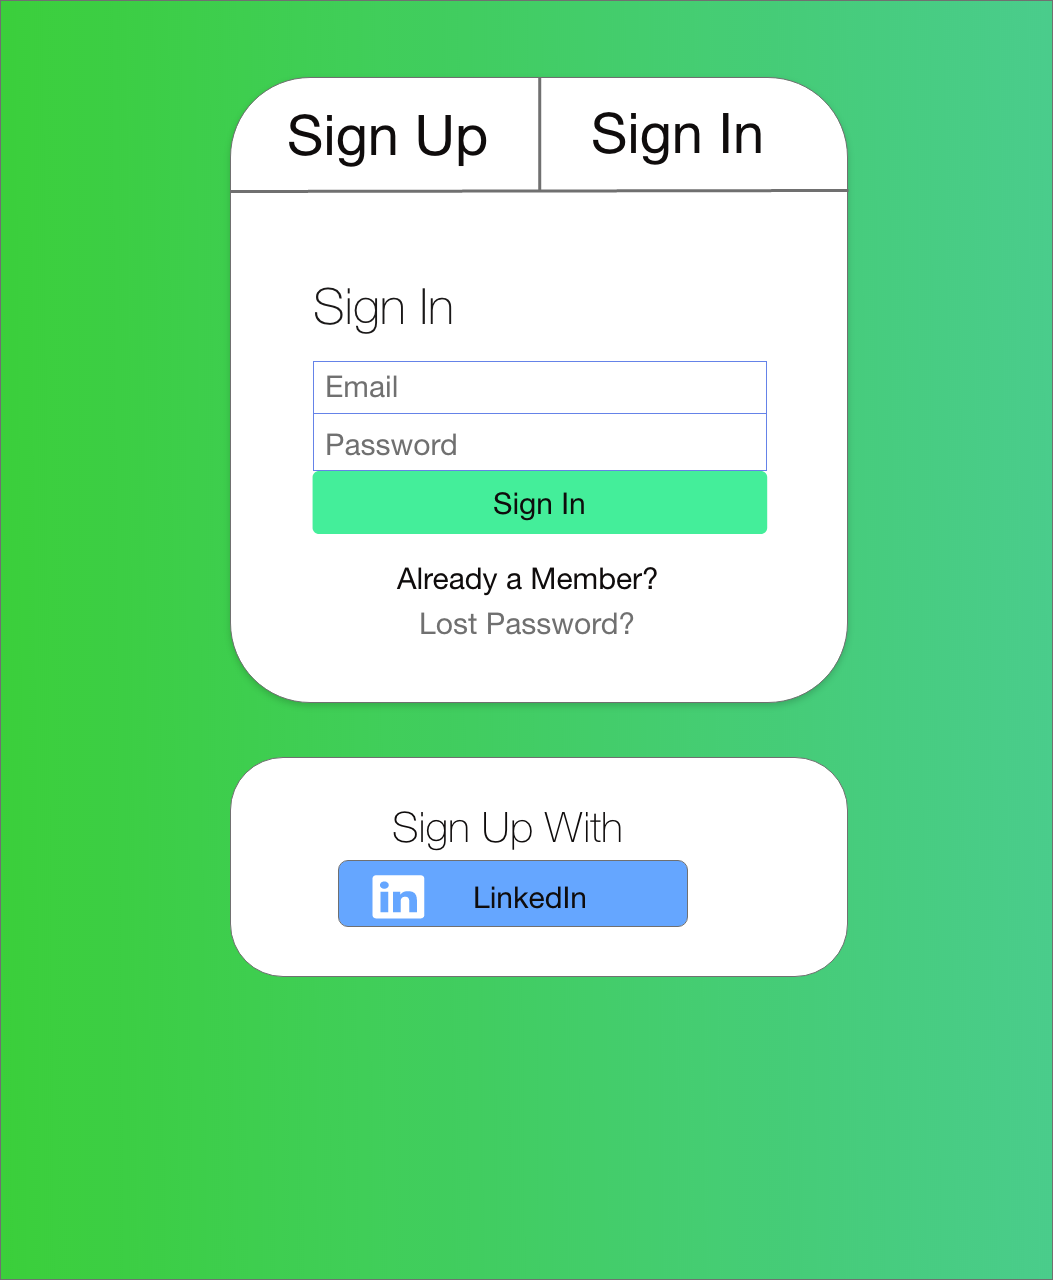 Sign Up Sign In
Sign In
Email
Password
Sign In
Already a Member?
Lost Password?
Sign Up With
in LinkedIn